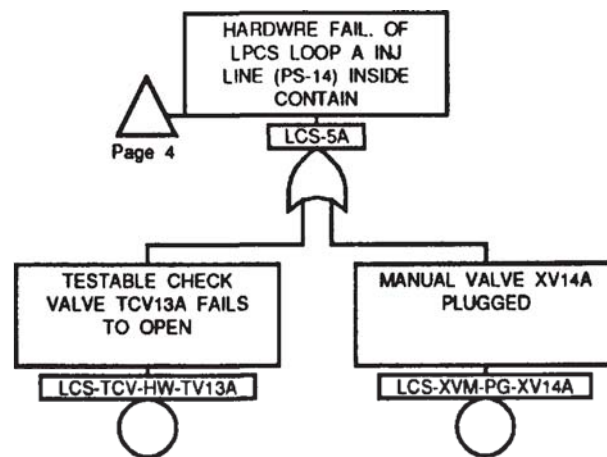 HARDWRE FAIL. OF
LPCS LOOP A INJ
LINE (PS-14) INSIDE
CONTAIN
Page 4
LCS-5A
TESTABLE CHECK
VALVE TCV13A FAILS
TO OPEN
MANUAL VALVE XV14A
PLUGGED
LCS-TCV-HW-TV13A
LCS-XVM-PG-XV14A